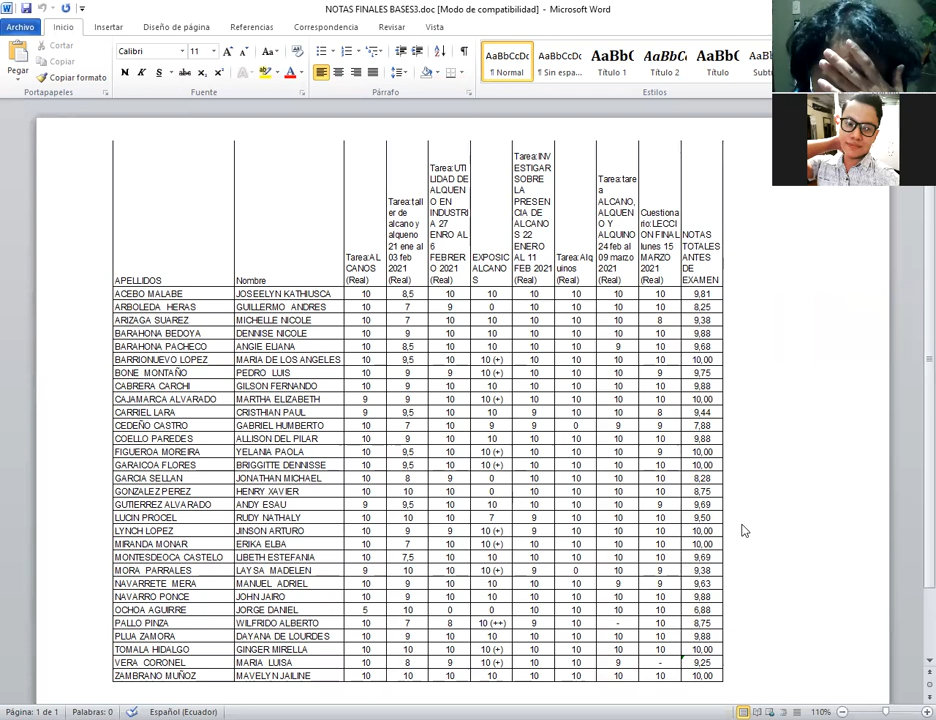 NOTAS FINALES BASES3.doc [Modo de compatibilidad] - Microsoft Word
Archivo Inicio Insertar Diseño de página Referencias Correspondencia Revisar Vista
Pegar
Cortar
Copiar
Copiar formato
Portapapeles
Calibri 11
Fuente
Párrafo
AaBbCcDc AaBbCcDc AaBbC AaBbC AaBbC
¶ Normal ¶ Sin espa... Título 1 Título 2 Título
Estilos
APELLIDOS
Nombre
Tarea:AL
CANOS
(Real)
Tarea:tall
er de
alcano y
alqueno
21 ene al
03 feb
2021
(Real)
Tarea:UTI
LIDAD DE
ALQUEN
O EN
INDUSTRI
A 27
ENRO AL
6
FEBRER
O 2021
(Real)
EXPOSIC
ALCANO
S
Tarea:INV
ESTIGAR
SOBRE
LA
PRESEN
CIA DE
ALCANO
S 22
ENERO
AL 11
FEB 2021
(Real)
Tarea:Alq
uinos
(Real)
Tarea:tare
a
ALCANO,
ALQUEN
O Y
ALQUINO
24 feb al
09 marzo
2021
(Real)
Cuestiona
rio:LECCI
ON FINAL
lunes 15
MARZO
2021
(Real)
NOTAS
TOTALES
ANTES
DE
EXAMEN
ACEBO MALABE JOSEELYN KATHIUSCA 10 8,5 10 10 10 10 10 10 9,81
ARBOLEDA HERAS GUILLERMO ANDRES 10 7 10 0 10 10 10 9 8,25
ARIZAGA SUAREZ MICHELLE NICOLE 10 7 10 10 10 10 10 8 9,38
BARAHONA BEDOYA DENNISE NICOLE 10 9 10 10 10 10 10 10 9,88
BARAHONA PACHECO ANGIE ELIANA 10 8,5 10 10 10 10 9 10 9,68
BARRIONUEVO LOPEZ MARIA DE LOS ANGELES 10 9,5 10 10 (+) 10 10 10 10 10,00
BONE MONTAÑO PEDRO LUIS 10 9 9 10 (+) 10 10 10 9 9,75
CABRERA CARCHI GILSON FERNANDO 10 9 10 10 10 10 10 10 9,88
CAJAMARCA ALVARADO MARTHA ELIZABETH 9 9 10 10 (+) 10 10 10 10 10,00
CARRIEL LARA CRISTHIAN PAUL 9 9,5 10 10 9 10 10 8 9,44
CEDEÑO CASTRO GABRIEL HUMBERTO 10 7 10 9 9 0 9 9 7,88
COELLO PAREDES ALLISON DEL PILAR 10 9 10 10 10 10 10 10 9,88
FIGUEROA MOREIRA YELANIA PAOLA 10 9,5 10 10 (+) 10 10 10 9 10,00
GARAICOA FLORES BRIGGITTE DENNISSE 10 9,5 10 10 (+) 10 10 10 10 10,00
GARCIA SELLAN JONATHAN MICHAEL 10 8 9 0 10 10 10 9 8,28
GONZALEZ PEREZ HENRY XAVIER 10 10 10 0 10 10 10 10 8,75
GUTIERREZ ALVARADO ANDY ESAU 9 9,5 10 10 10 10 10 9 9,69
LUCIN PROCEL RUDY NATHALY 10 10 10 7 9 10 10 10 9,50
LYNCH LOPEZ JINSON ARTURO 10 9 9 10 (+) 9 10 10 10 10,00
MIRANDA MONAR ERIKA ELBA 10 7 10 10 (+) 10 10 10 10 10,00
MONTESDEOCA CASTELO LIBETH ESTEFANIA 10 7,5 10 10 10 10 10 10 9,69
MORA PARRALES LAYSA MADELEN 9 10 10 10 (+) 9 0 10 9 9,38
NAVARRETE MERA MANUEL ADRIEL 10 9 10 10 10 10 9 9 9,63
NAVARRO PONCE JOHN JAIRO 10 9 10 10 10 10 10 10 9,88
OCHOA AGUIRRE JORGE DANIEL 5 10 0 0 10 10 10 10 6,88
PALLO PINZA WILFRIDO ALBERTO 10 7 8 10 (++) 9 10 - 10 8,75
PLUA ZAMORA DAYANA DE LOURDES 10 9 10 10 10 10 10 10 9,88
TOMALA HIDALGO GINGER MIRELLA 10 10 10 10 (+) 10 10 10 10 10,00
VERA CORONEL MARIA LUISA 10 8 9 10 (+) 10 10 9 - 9,25
ZAMBRANO MUÑOZ MAVELYN JAILINE 10 10 10 10 10 10 10 10 10,00
Página: 1 de 1 Palabras: 0 Español (Ecuador) 110%